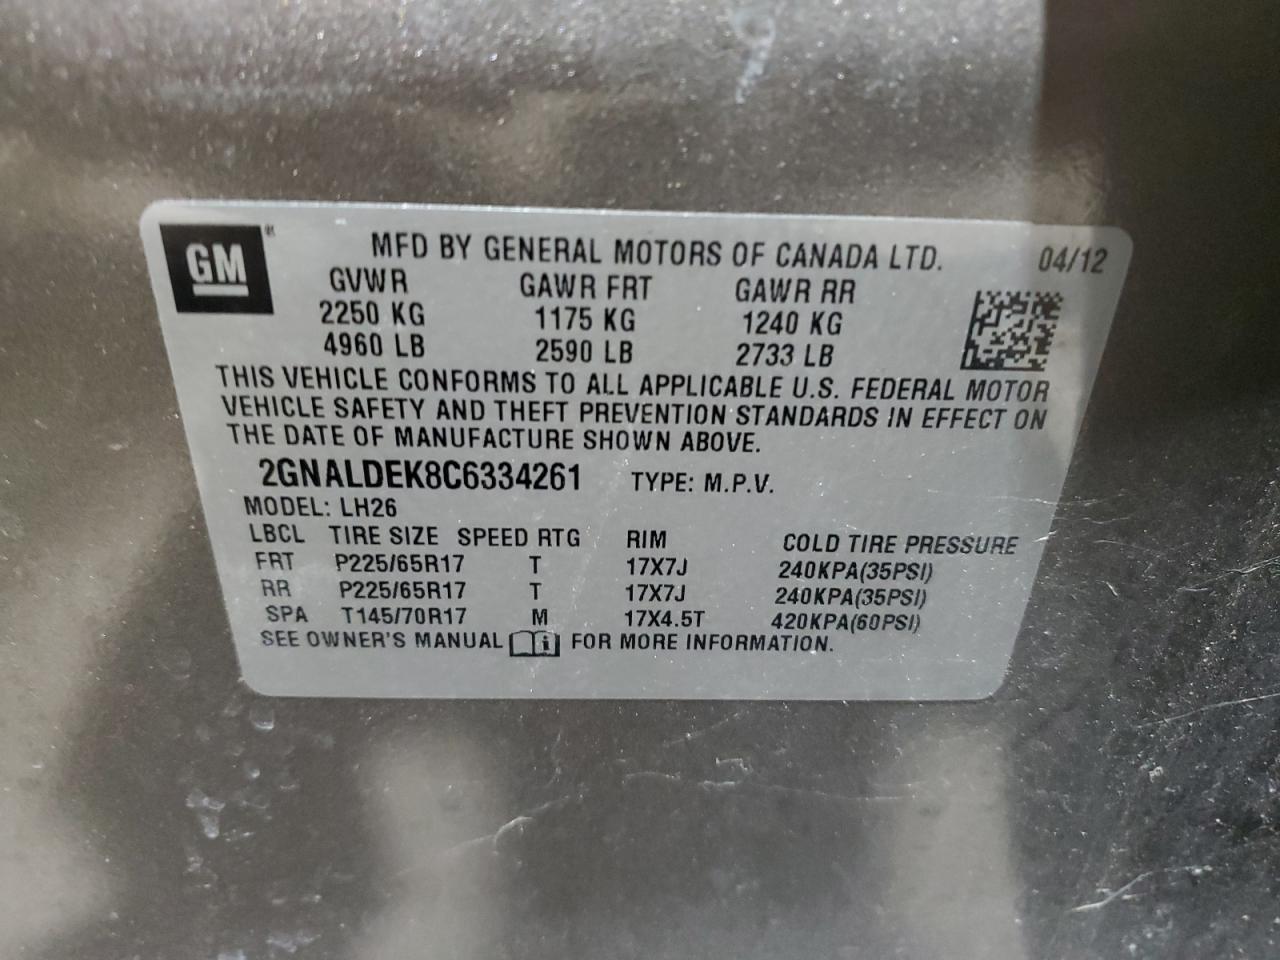 GM ®
MFD BY GENERAL MOTORS OF CANADA LTD. 04/12
GVWR GAWR FRT GAWR RR
2250 KG 1175 KG 1240 KG
4960 LB 2590 LB 2733 LB
THIS VEHICLE CONFORMS TO ALL APPLICABLE U.S. FEDERAL MOTOR
VEHICLE SAFETY AND THEFT PREVENTION STANDARDS IN EFFECT ON
THE DATE OF MANUFACTURE SHOWN ABOVE.
2GNALDEK8C6334261 TYPE: M.P.V.
MODEL: LH26
LBCL TIRE SIZE SPEED RTG RIM COLD TIRE PRESSURE
FRT P225/65R17 T 17X7J 240KPA(35PSI)
RR P225/65R17 T 17X7J 240KPA(35PSI)
SPA T145/70R17 M 17X4.5T 420KPA(60PSI)
SEE OWNER'S MANUAL i FOR MORE INFORMATION.